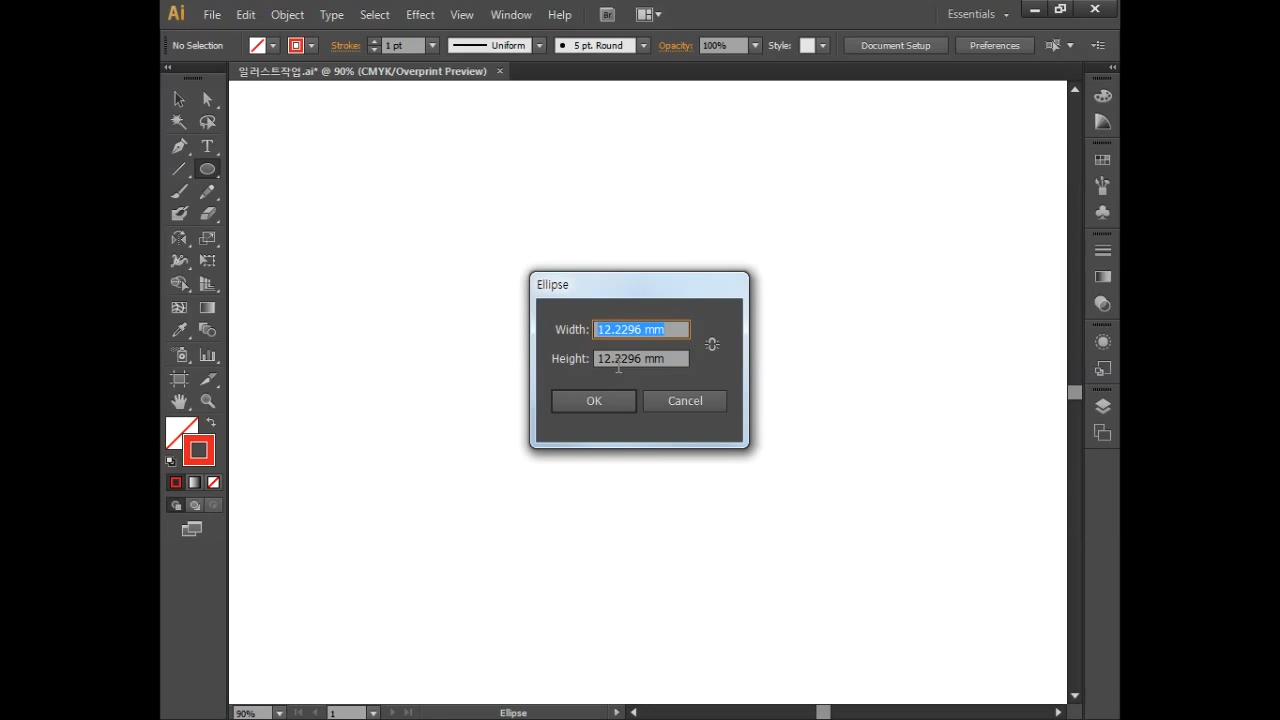 Ai File Edit Object Type Select Effect View Window Help Br Essentials
No Selection Stroke: 1 pt Uniform 5 pt. Round Opacity: 100% Style: Document Setup Preferences
일러스트작업.ai* @ 90% (CMYK/Overprint Preview)
T
Ellipse
Width: 12.2296 mm
Height: 12.2296 mm
OK Cancel
90% 1 Ellipse